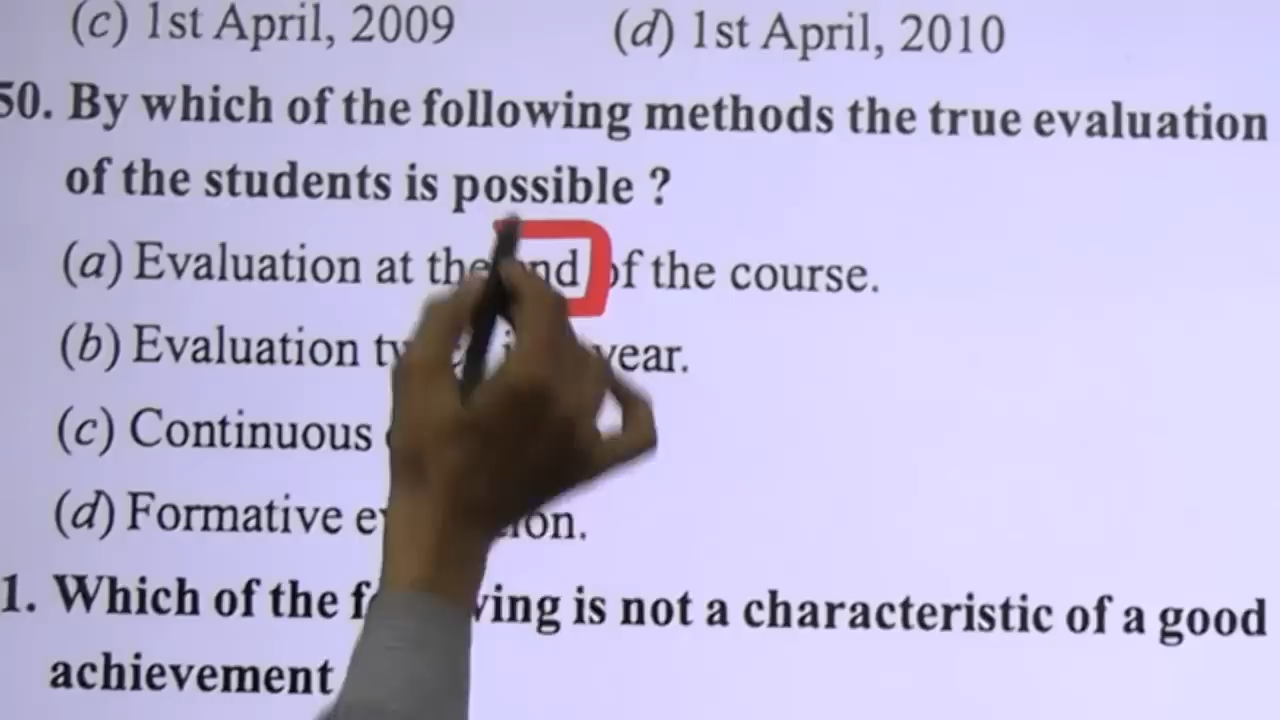 (c) 1st April, 2009 (d) 1st April, 2010
50. By which of the following methods the true evaluation
of the students is possible ?
(a) Evaluation at the end of the course.
(b) Evaluation year.
(c) Continuous
(d) Formative
1. Which of the following is not a characteristic of a good
achievement